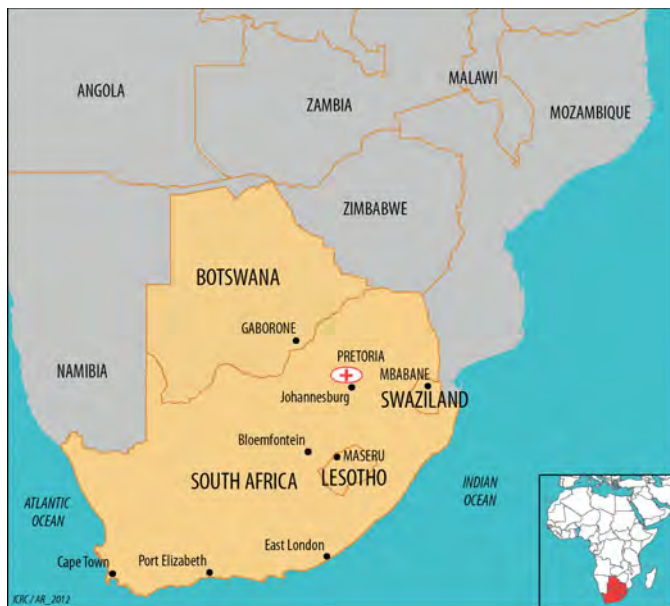 ANGOLA
ZAMBIA
MALAWI
MOZAMBIQUE
ZIMBABWE
BOTSWANA
GABORONE
NAMIBIA
PRETORIA
MBABANE
Johannesburg
SWAZILAND
Bloemfontein
MASERU
SOUTH AFRICA
LESOTHO
ATLANTIC
OCEAN
INDIAN
OCEAN
East London
Cape Town
Port Elizabeth
ICRC / AR_2012